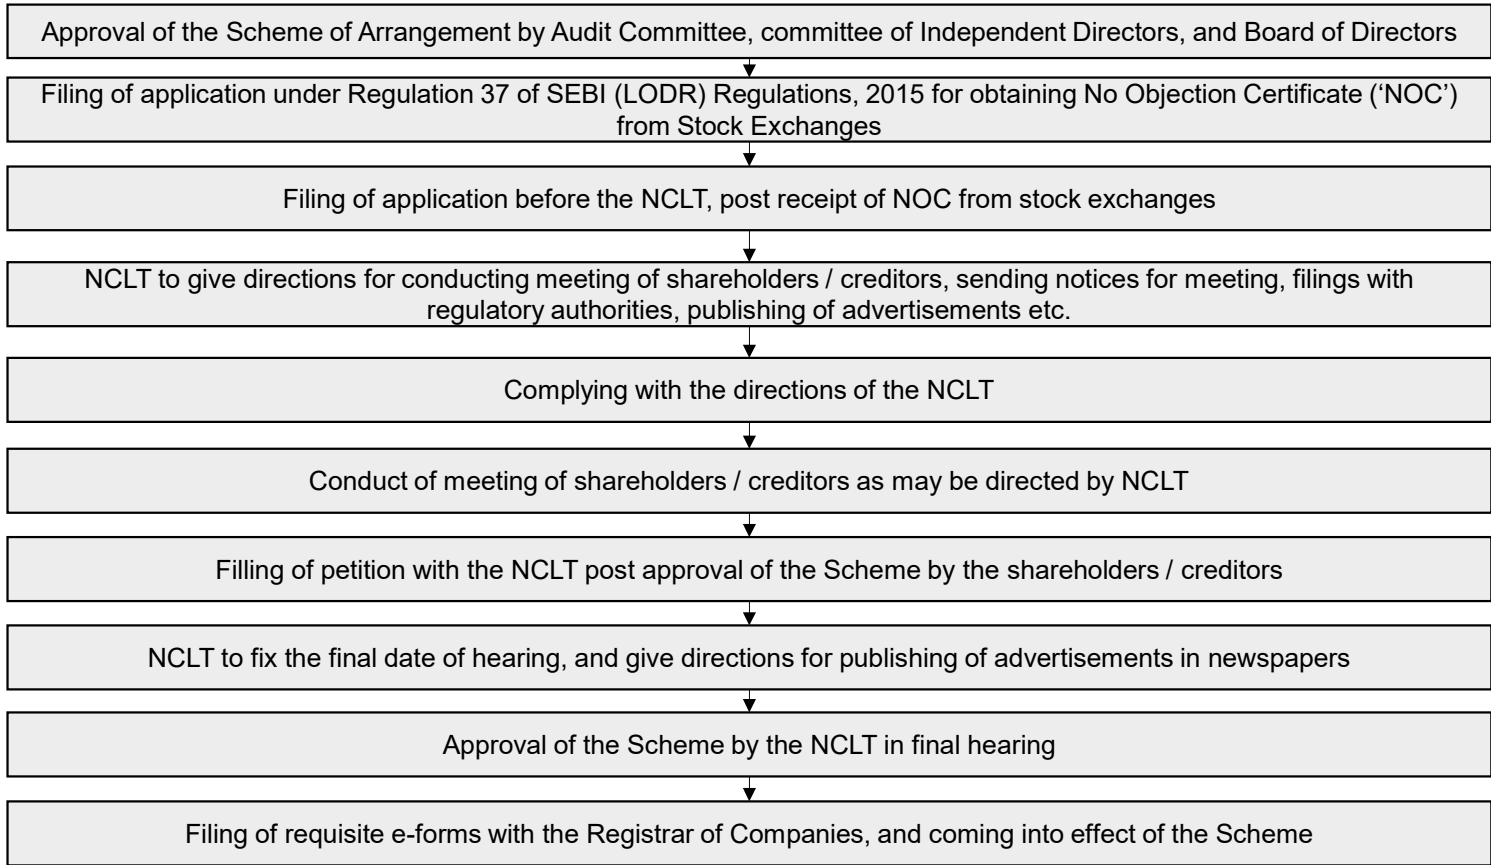 Approval of the Scheme of Arrangement by Audit Committee, committee of Independent Directors, and Board of Directors
Filing of application under Regulation 37 of SEBI (LODR) Regulations, 2015 for obtaining No Objection Certificate (‘NOC’)
from Stock Exchanges
Filing of application before the NCLT, post receipt of NOC from stock exchanges
NCLT to give directions for conducting meeting of shareholders / creditors, sending notices for meeting, filings with
regulatory authorities, publishing of advertisements etc.
Complying with the directions of the NCLT
Conduct of meeting of shareholders / creditors as may be directed by NCLT
Filling of petition with the NCLT post approval of the Scheme by the shareholders / creditors
NCLT to fix the final date of hearing, and give directions for publishing of advertisements in newspapers
Approval of the Scheme by the NCLT in final hearing
Filing of requisite e-forms with the Registrar of Companies, and coming into effect of the Scheme